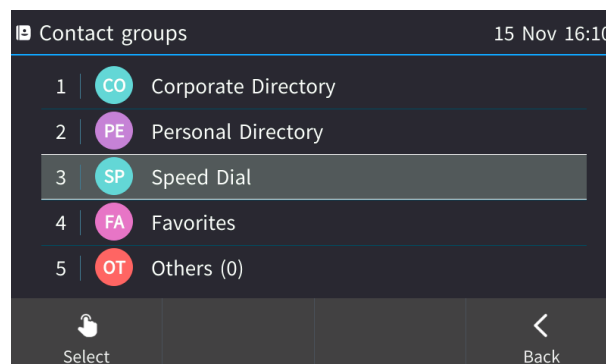 Contact groups 15 Nov 16:10
1 CO Corporate Directory
2 PE Personal Directory
3 SP Speed Dial
4 FA Favorites
5 OT Others (0)
Select Back